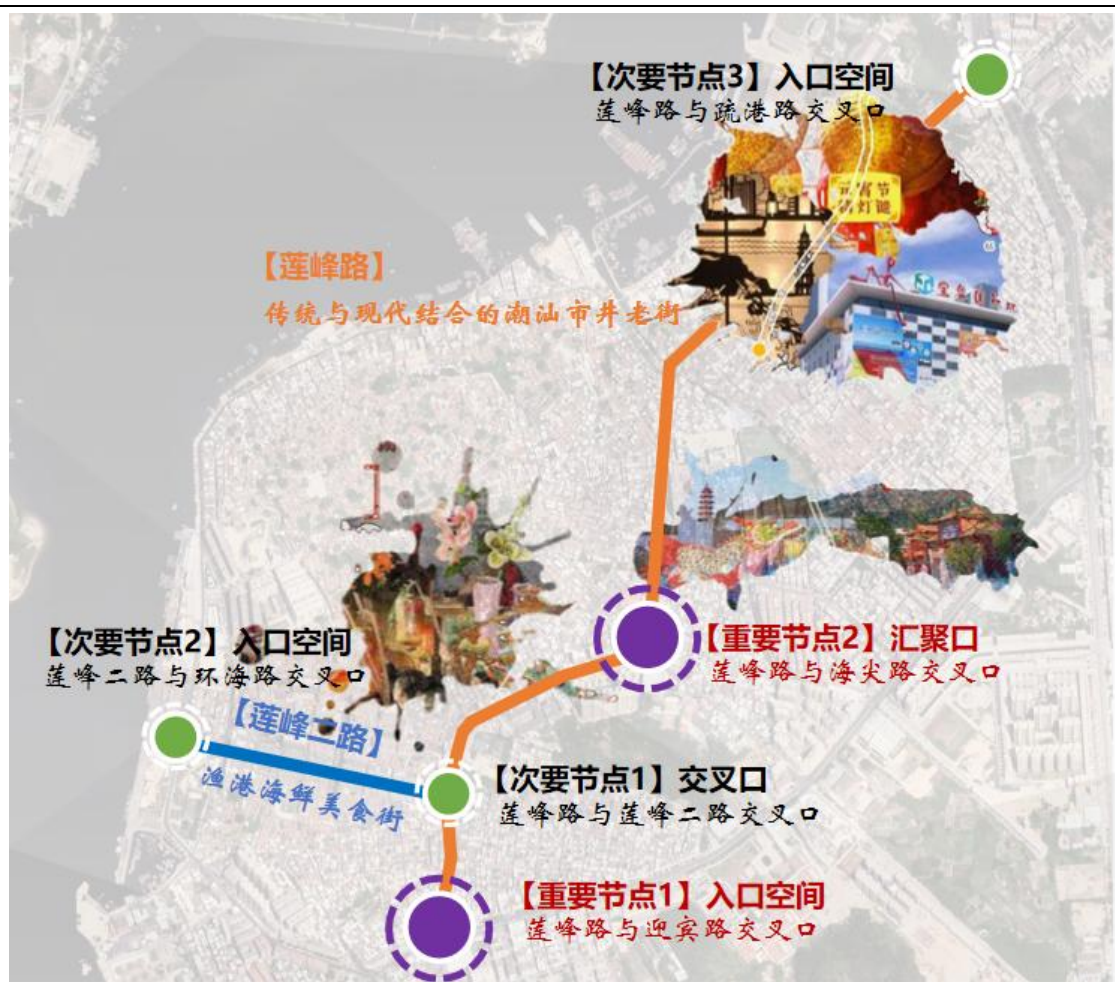 【次要节点3】入口空间
莲峰路与疏港路交叉口
元宵节
猜灯谜
【莲峰路】
传统与现代结合的潮汕市井老街
【重要节点2】汇聚口
莲峰路与海尖路交叉口
【次要节点2】入口空间
莲峰二路与环海路交叉口
【莲峰二路】
渔港海鲜美食街
【次要节点1】交叉口
莲峰路与莲峰二路交叉口
【重要节点1】入口空间
莲峰路与迎宾路交叉口